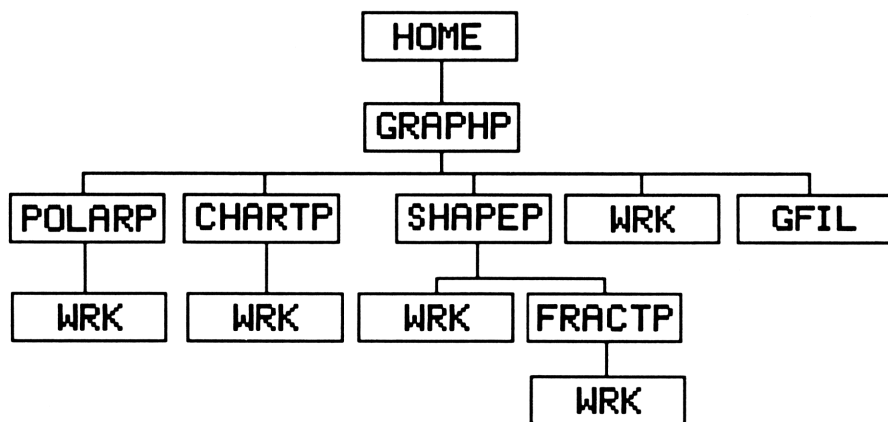 HOME
GRAPHP
POLARP CHARTP SHAPEP WRK GFIL
WRK WRK WRK FRACTP
WRK